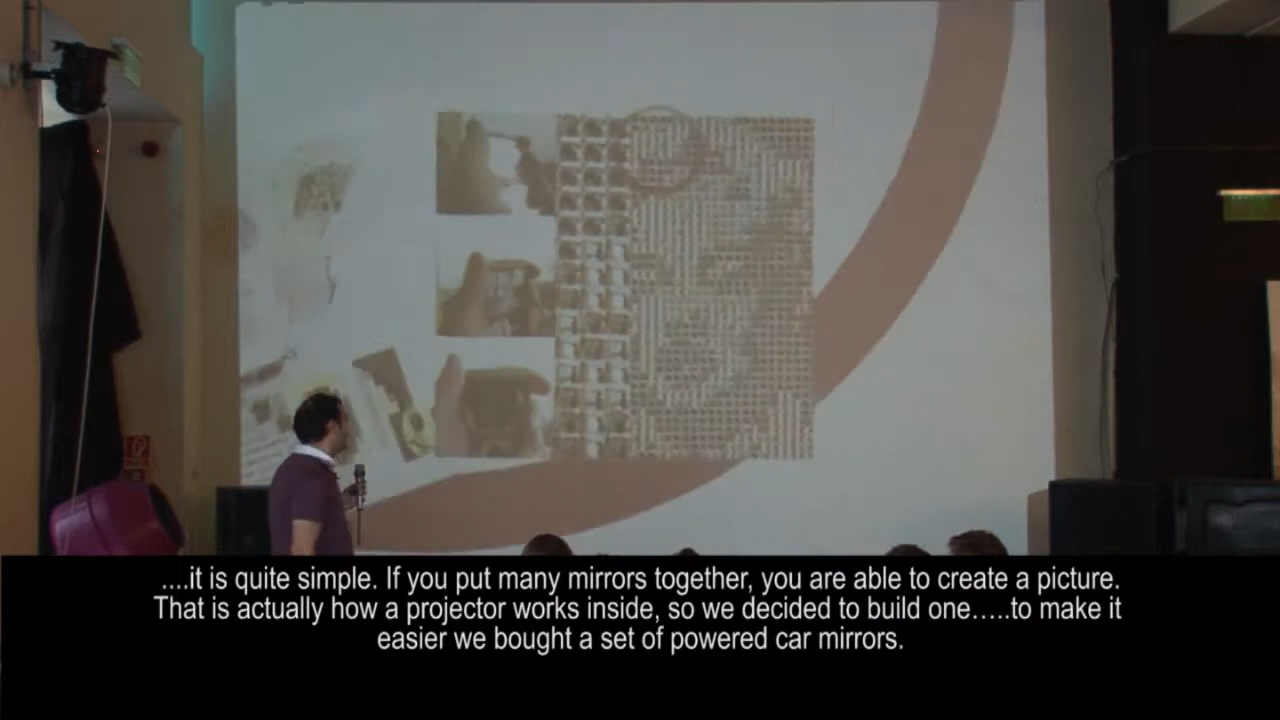 ....it is quite simple. If you put many mirrors together, you are able to create a picture.
That is actually how a projector works inside, so we decided to build one…..to make it
easier we bought a set of powered car mirrors.